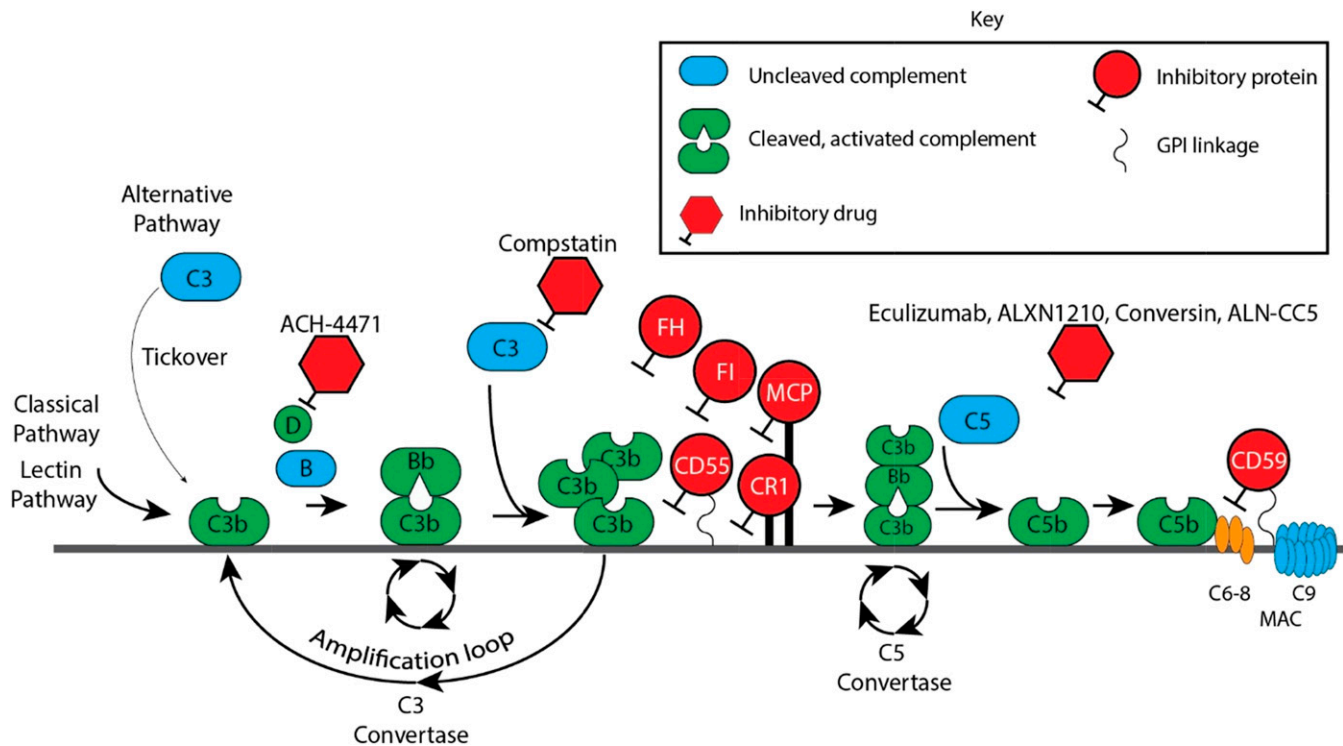 Key
Uncleaved complement
Cleaved, activated complement
Inhibitory drug
Inhibitory protein
GPI linkage
Alternative
Pathway
C3
Tickover
Classical
Pathway
Lectin
Pathway
C3b
ACH-4471
D
B
Bb
C3b
Compstatin
C3
C3b
C3b
C3b
FH
FI
MCP
CD55
CR1
Eculizumab, ALXN1210, Conversin, ALN-CC5
C5
C3b
Bb
C3b
C5b
C5b
CD59
C6-8
C9
MAC
Amplification loop
C3
Convertase
C5
Convertase